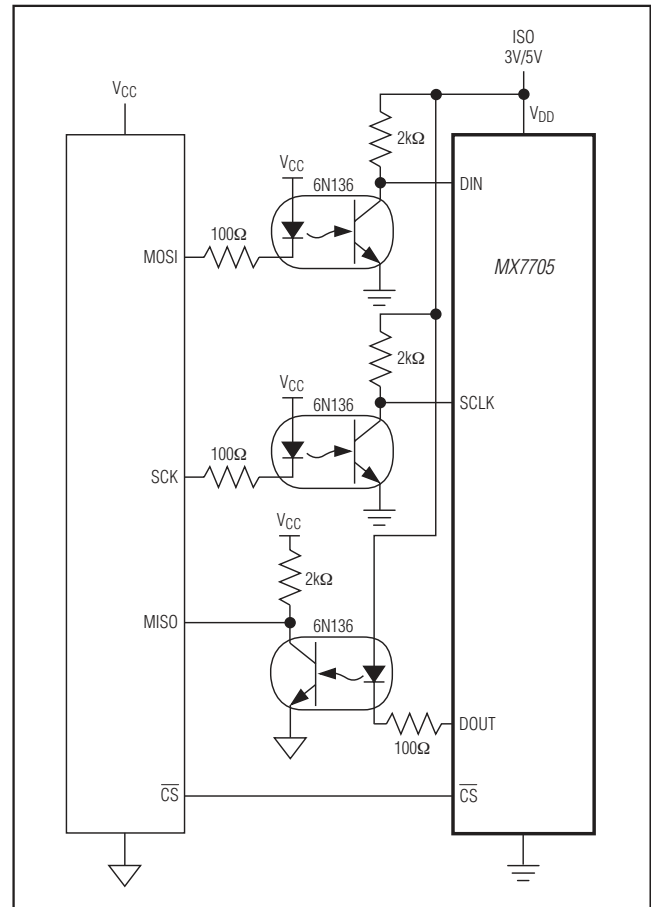 ISO
3V/5V
VCC
VDD
2kΩ
VCC
6N136
DIN
100Ω
MOSI
MX7705
2kΩ
VCC
6N136
SCLK
100Ω
SCK
VCC
2kΩ
MISO
6N136
DOUT
100Ω
CS
CS